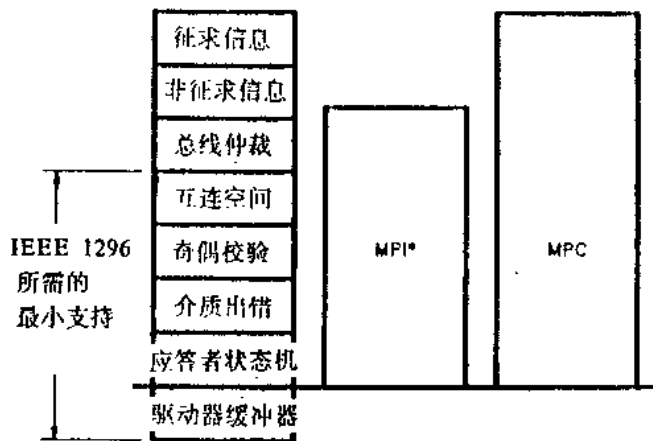 征求信息
非征求信息
总线仲裁
互连空间
奇偶校验
介质出错
应答者状态机
驱动器缓冲器
IEEE 1296
所需的
最小支持
MPI*
MPC